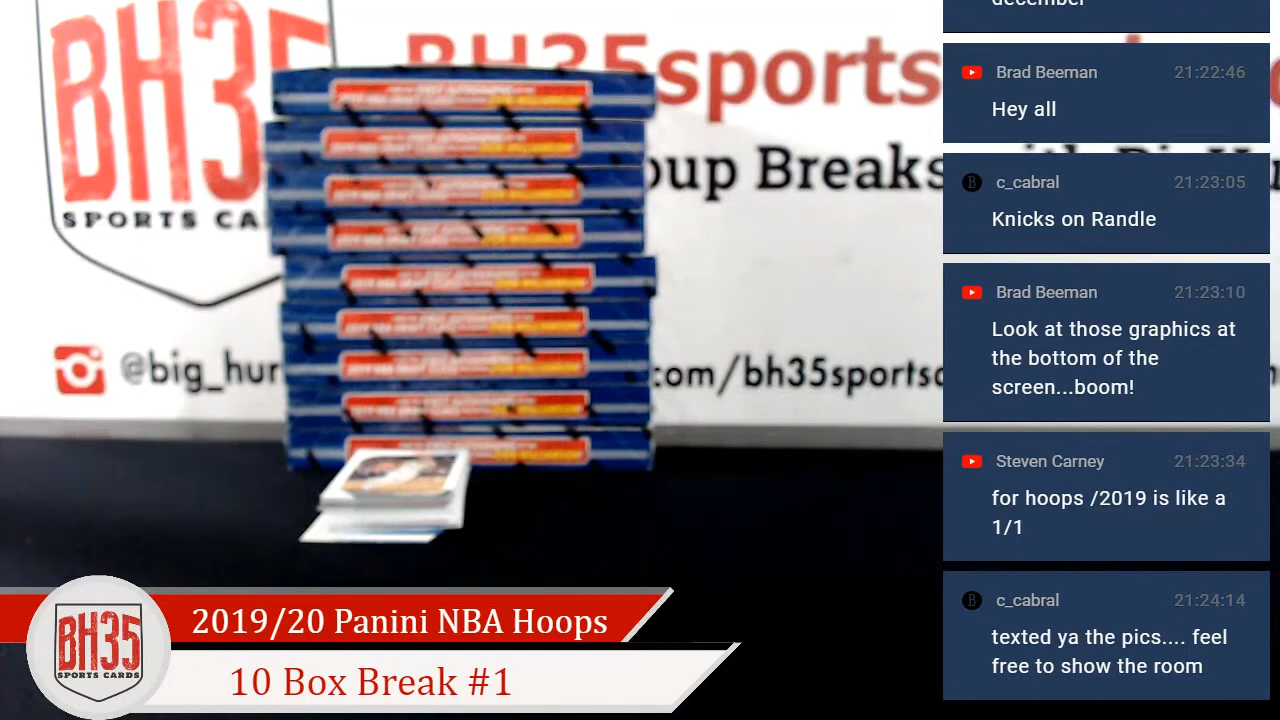 BH35
SPORTS CA
BH35sports
oup Breaks with
@big_hur
.com/bh35sportsc
december
Brad Beeman 21:22:46
Hey all
c_cabral 21:23:05
Knicks on Randle
Brad Beeman 21:23:10
Look at those graphics at
the bottom of the
screen...boom!
Steven Carney 21:23:34
for hoops /2019 is like a
1/1
c_cabral 21:24:14
texted ya the pics.... feel
free to show the room
2019/20 Panini NBA Hoops
10 Box Break #1
BH35
SPORTS CARDS